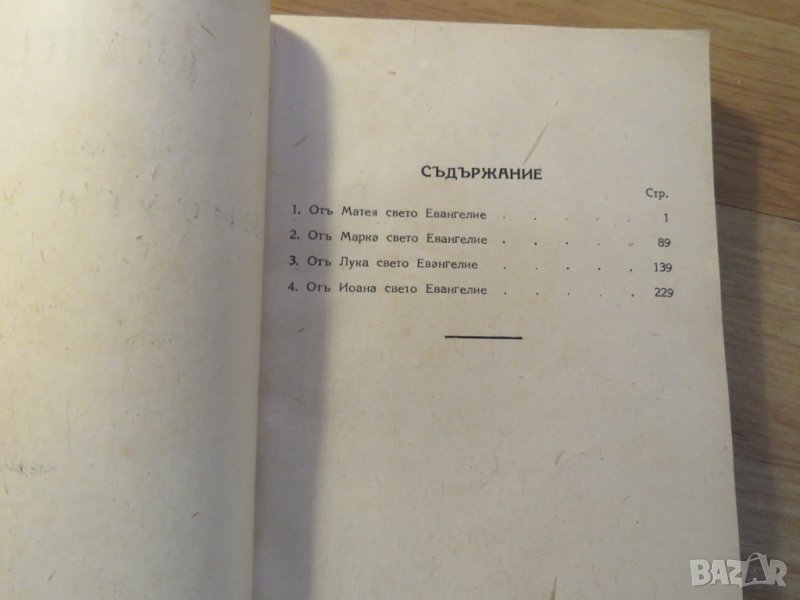 СЪДЪРЖАНИЕ
Стр.
1. Отъ Матея свето Евангелие . . . . . 1
2. Отъ Марка свето Евангелие . . . . . 89
3. Отъ Лука свето Евангелие . . . . . 139
4. Отъ Иоана свето Евангелие . . . . . 229
BAZAR